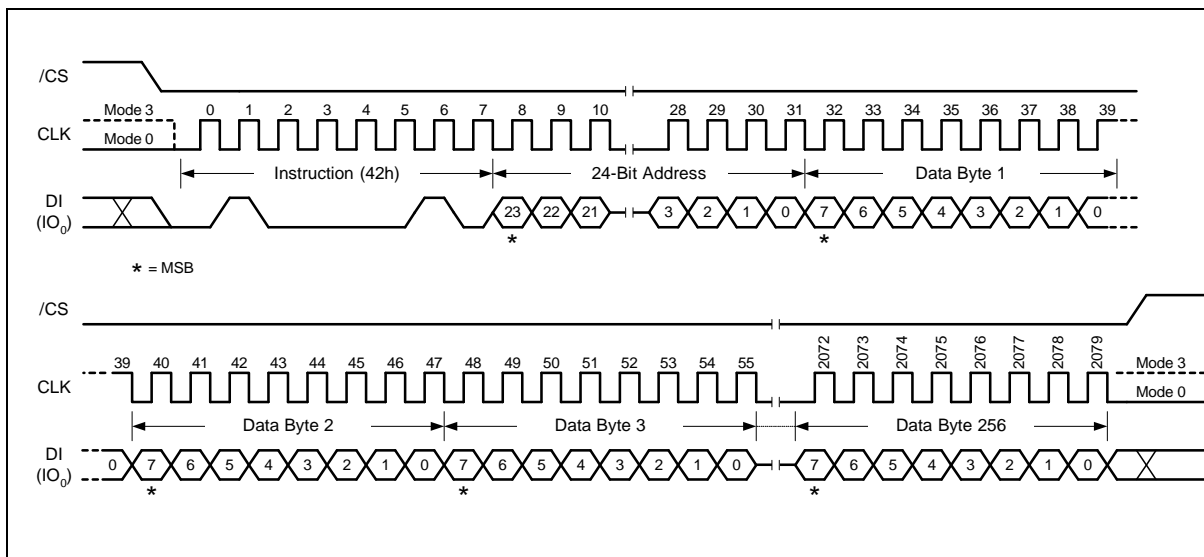 /CS
Mode 3
0 1 2 3 4 5 6 7 8 9 10 28 29 30 31 32 33 34 35 36 37 38 39
CLK
Mode 0
Instruction (42h) 24-Bit Address Data Byte 1
DI
(IO0)
23 22 21 3 2 1 0 7 6 5 4 3 2 1 0
* *
* = MSB
/CS
39 40 41 42 43 44 45 46 47 48 49 50 51 52 53 54 55 2072 2073 2074 2075 2076 2077 2078 2079
Mode 3
CLK
Mode 0
Data Byte 2 Data Byte 3 Data Byte 256
DI
(IO0)
0 7 6 5 4 3 2 1 0 7 6 5 4 3 2 1 0 7 6 5 4 3 2 1 0
* * *